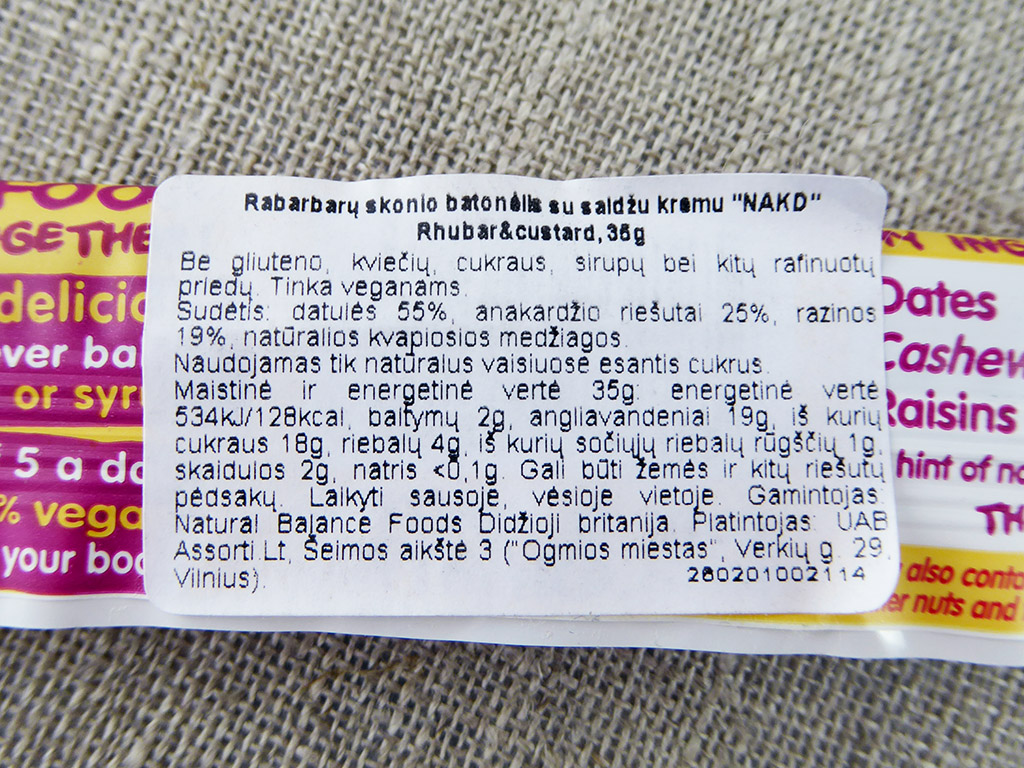 Rabarbarų skonio batonėlis su saldžu kremu "NAKD"
Rhubar&custard, 35g
Be gliuteno, kviečių, cukraus, sirupų bei kitų rafinuotų
priedų. Tinka veganams.
Sudėtis: datulės 55%, anakardžio riešutai 25%, razinos
19%, natūralios kvapiosios medžiagos.
Naudojamas tik natūralus vaisiuose esantis cukrus.
Maistinė ir energetinė vertė 35g: energetinė vertė
534kJ/128kcal, baltymų 2g, angliavandeniai 19g, iš kurių
cukraus 18g, riebalų 4g, iš kurių sočiųjų riebalų rūgščių 1g,
skaidulos 2g, natris <0,1g. Gali būti žemės ir kitų riešutų
pėdsakų. Laikyti sausoje, vėsioje vietoje. Gamintojas:
Natural Balance Foods Didžioji britanija. Platintojas: UAB
Assorti.Lt, Šeimos aikštė 3 ("Ogmios miestas", Verkių g. 29,
Vilnius).
280201002114
GETHE
delicio
ver ba
or syr
5 a da
% vega
your bo
ING
Dates
Cashew
Raisins
hint of na
TH
also conta
er nuts and